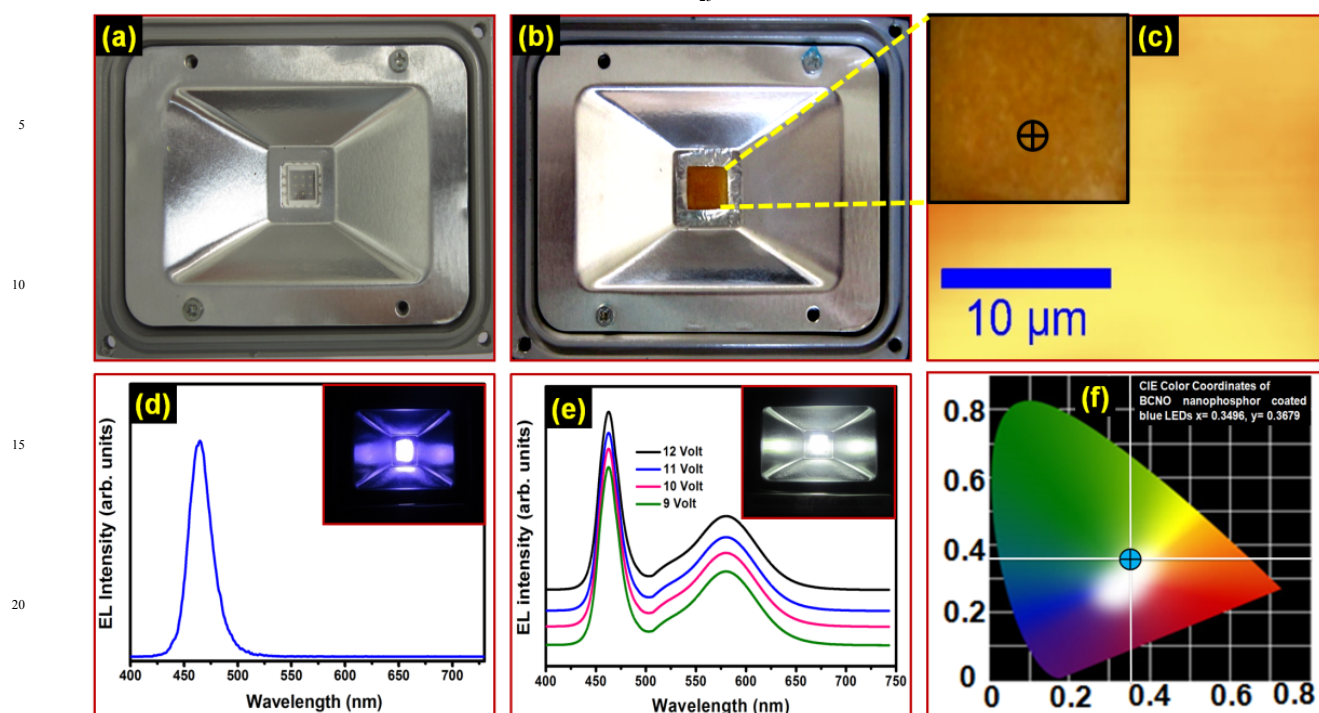 5
10
15
20
(a)
(b)
(c)
10 μm
(d)
EL Intensity (arb. units)
400 450 500 550 600 650 700
Wavelength (nm)
(e)
EL intensity (arb. units)
12 Volt
11 Volt
10 Volt
9 Volt
400 450 500 550 600 650 700 750
Wavelength (nm)
(f)
CIE Color Coordinates of
BCNO nanophosphor coated
blue LEDs x= 0.3496, y= 0.3679
0.8
0.6
0.4
0.2
0
0 0.2 0.4 0.6 0.8